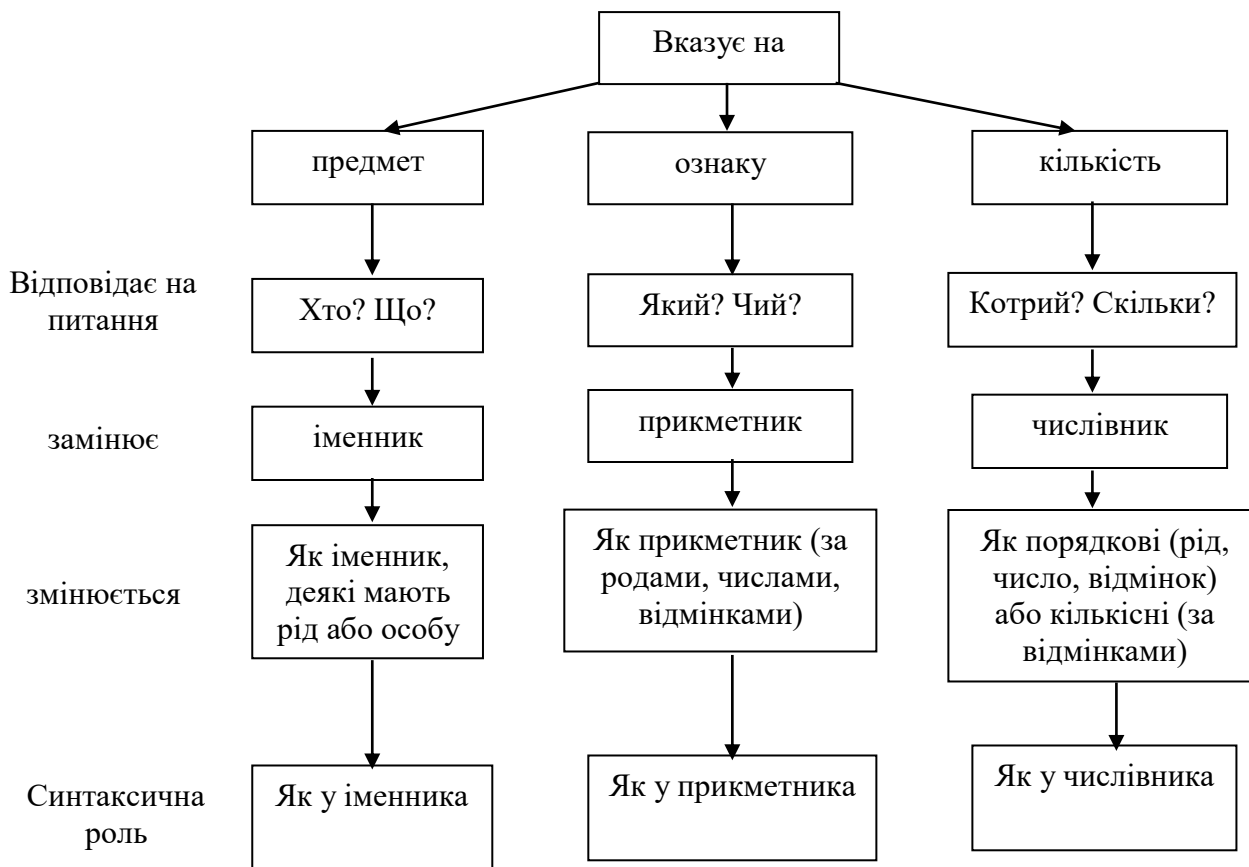 Вказує на
предмет
ознаку
кількість
Відповідає на
питання
Хто? Що?
Який? Чий?
Котрий? Скільки?
замінює
іменник
прикметник
числівник
змінюється
Як іменник,
деякі мають
рід або особу
Як прикметник (за
родами, числами,
відмінками)
Як порядкові (рід,
число, відмінок)
або кількісні (за
відмінками)
Синтаксична
роль
Як у іменника
Як у прикметника
Як у числівника